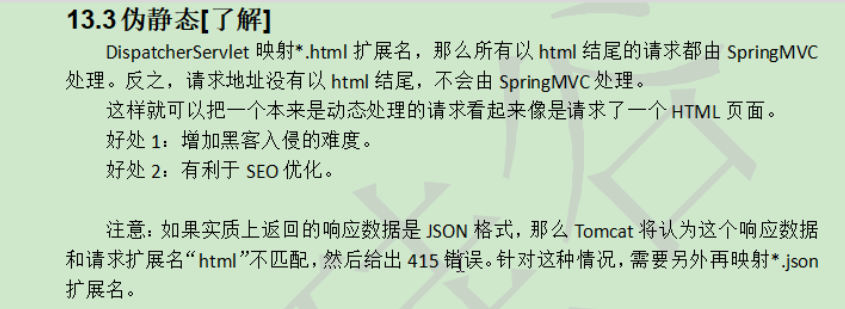 13.3 伪静态[了解]
DispatcherServlet 映射*.html 扩展名，那么所有以 html 结尾的请求都由 SpringMVC
处理。反之，请求地址没有以 html 结尾，不会由 SpringMVC 处理。
这样就可以把一个本来是动态处理的请求看起来像是请求了一个 HTML 页面。
好处 1：增加黑客入侵的难度。
好处 2：有利于 SEO 优化。
注意：如果实质上返回的响应数据是 JSON 格式，那么 Tomcat 将认为这个响应数据
和请求扩展名“html”不匹配，然后给出 415 错误。针对这种情况，需要另外再映射*.json
扩展名。